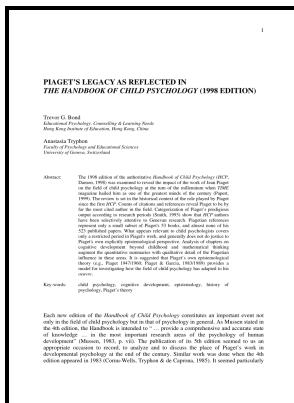 1
PIAGET'S LEGACY AS REFLECTED IN
THE HANDBOOK OF CHILD PSYCHOLOGY (1998 EDITION)
Trevor G. Bond
Educational Psychology, Counselling & Learning Needs
Hong Kong Institute of Education, Hong Kong, China
Anastasia Tryphon
Faculty of Psychology and Educational Sciences
University of Geneva, Switzerland
Abstract: The 1998 edition of the authoritative Handbook of Child Psychology (HCP,
Damon, 1998) was examined to reveal the impact of the work of Jean Piaget
on the field of child psychology at the turn of the millennium when TIME
magazine hailed him as one of the greatest minds of the century (Papert,
1999). The review is set in the historical context of the role played by Piaget
since the first HCP. Counts of citations and references reveal Piaget to be by
far the most cited author in the field. Categorization of Piaget's prodigious
output according to research periods (Smith, 1993) show that HCP authors
have been selectively attentive to Genevan research. Piagetian references
represent only a small subset of Piaget's 53 books, and almost none of his
523 published papers. What appears relevant to child psychologists covers
only a restricted period in Piaget's work, and generally does not do justice to
Piaget's own explicitly epistemological perspective. Analysis of chapters on
cognitive development beyond childhood and mathematical thinking
augment the quantitative summaries with qualitative detail of the Piagetian
influence in these areas. It is suggested that Piaget's own epistemological
theory (e.g., Piaget 1947/1960; Piaget & Garcia, 1983/1989) provides a
model for investigating how the field of child psychology has adapted to his
oeuvre.
Key-words: child psychology, cognitive development, epistemology, history of
psychology, Piaget's theory
Each new edition of the Handbook of Child Psychology constitutes an important event not
only in the field of child psychology but in that of psychology in general. As Mussen stated in
the 4th edition, the Handbook is intended to " ... provide a comprehensive and accurate state
of knowledge ... in the most important research areas of the psychology of human
development" (Mussen, 1983, p. vii). The publication of its 5th edition seemed to us an
appropriate occasion to record, to analyze and to discuss the place of Piaget's work in
developmental psychology at the end of the century. Similar work was done when the 4th
edition appeared in 1983 (Cornu-Wells, Tryphon & de Caprona, 1985). It seemed particularly